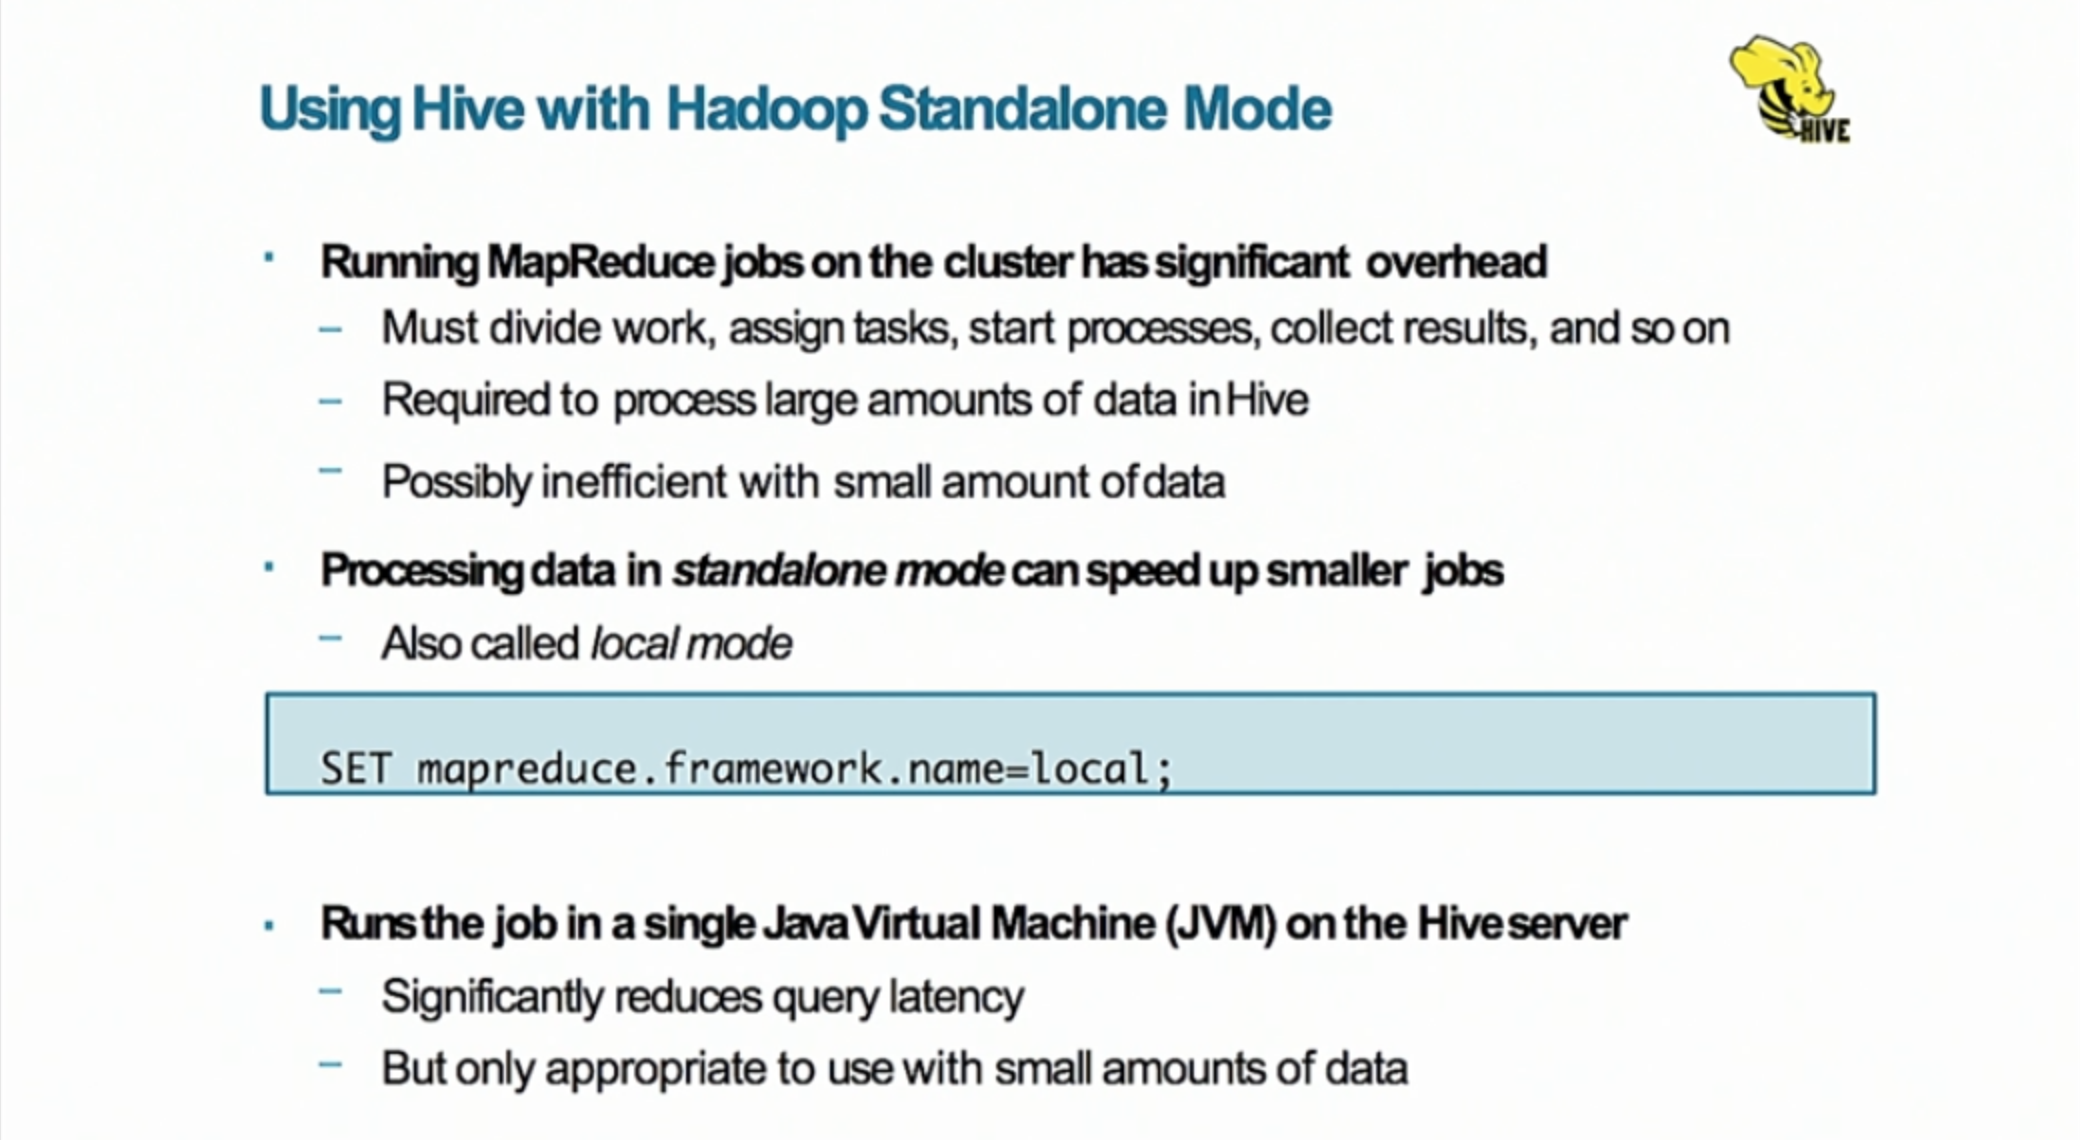 Using Hive with Hadoop Standalone Mode
HIVE
· Running MapReduce jobs on the cluster has significant overhead
– Must divide work, assign tasks, start processes, collect results, and so on
– Required to process large amounts of data in Hive
– Possibly inefficient with small amount of data
· Processing data in standalone mode can speed up smaller jobs
– Also called local mode
SET mapreduce.framework.name=local;
· Runs the job in a single Java Virtual Machine (JVM) on the Hive server
– Significantly reduces query latency
– But only appropriate to use with small amounts of data